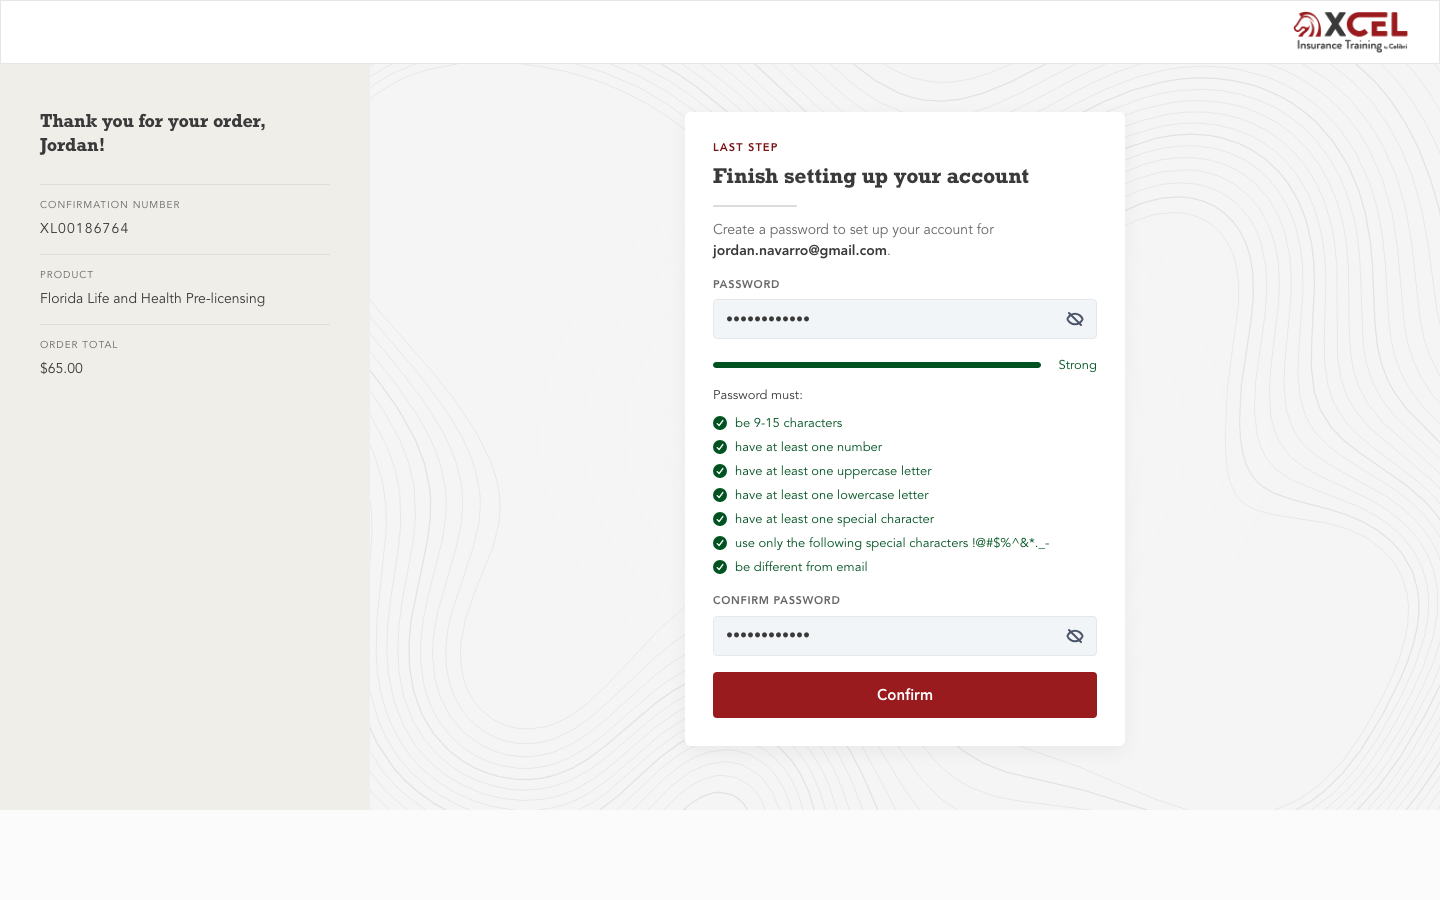 XCEL
Insurance Training by Colibri
Thank you for your order,
Jordan!
CONFIRMATION NUMBER
XL00186764
PRODUCT
Florida Life and Health Pre-licensing
ORDER TOTAL
$65.00
LAST STEP
Finish setting up your account
Create a password to set up your account for
jordan.navarro@gmail.com.
PASSWORD
••••••••••••
Strong
Password must:
be 9-15 characters
have at least one number
have at least one uppercase letter
have at least one lowercase letter
have at least one special character
use only the following special characters !@#$%^&*._-
be different from email
CONFIRM PASSWORD
••••••••••••
Confirm